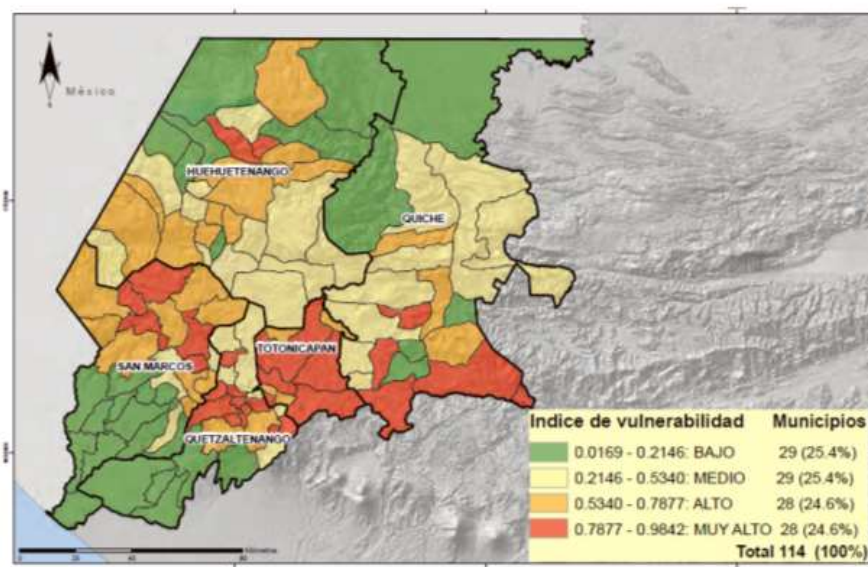 N
México
HUEHUETENANGO
QUICHE
TOTONICAPAN
SAN MARCOS
QUETZALTENANGO
Indice de vulnerabilidad Municipios
0.0169 - 0.2146: BAJO 29 (25.4%)
0.2146 - 0.5340: MEDIO 29 (25.4%)
0.5340 - 0.7877: ALTO 28 (24.6%)
0.7877 - 0.9842: MUY ALTO 28 (24.6%)
Total 114 (100%)